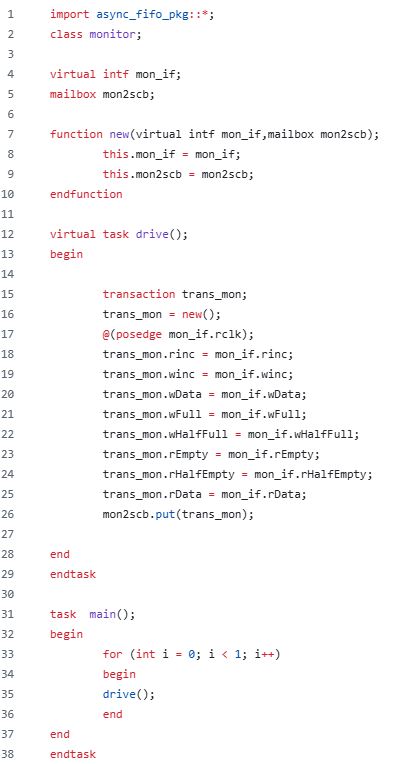 1 import async_fifo_pkg::*;
2 class monitor;
3
4 virtual intf mon_if;
5 mailbox mon2scb;
6
7 function new(virtual intf mon_if,mailbox mon2scb);
8 this.mon_if = mon_if;
9 this.mon2scb = mon2scb;
10 endfunction
11
12 virtual task drive();
13 begin
14
15 transaction trans_mon;
16 trans_mon = new();
17 @(posedge mon_if.rclk);
18 trans_mon.rinc = mon_if.rinc;
19 trans_mon.winc = mon_if.winc;
20 trans_mon.wData = mon_if.wData;
21 trans_mon.wFull = mon_if.wFull;
22 trans_mon.wHalfFull = mon_if.wHalfFull;
23 trans_mon.rEmpty = mon_if.rEmpty;
24 trans_mon.rHalfEmpty = mon_if.rHalfEmpty;
25 trans_mon.rData = mon_if.rData;
26 mon2scb.put(trans_mon);
27
28 end
29 endtask
30
31 task  main();
32 begin
33 for (int i = 0; i < 1; i++)
34 begin
35 drive();
36 end
37 end
38 endtask